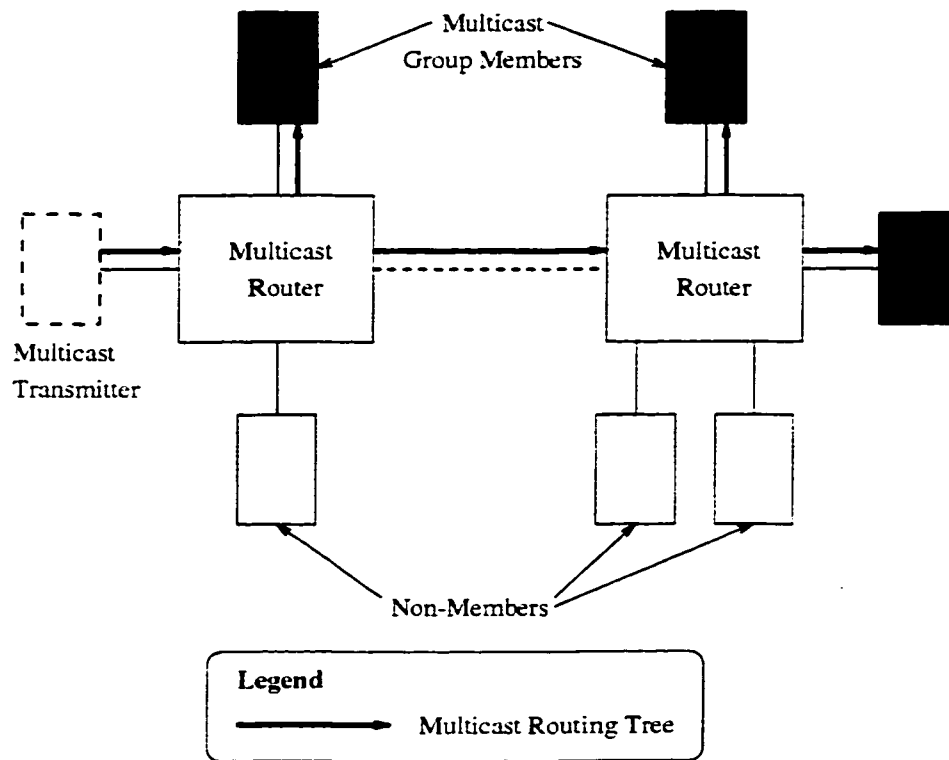 Multicast
Group Members
Multicast
Router
Multicast
Router
Multicast
Transmitter
Non-Members
Legend
Multicast Routing Tree